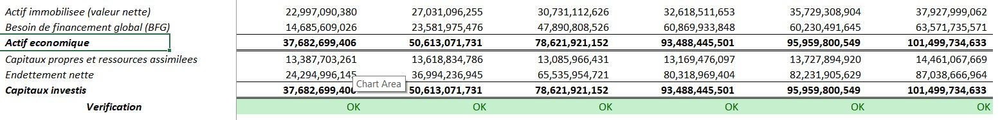 Actif immobilisee (valeur nette) 22,997,090,380 27,031,096,255 30,731,112,626 32,618,511,653 35,729,308,904 37,927,999,062
Besoin de financement global (BFG) 14,685,609,026 23,581,975,476 47,890,808,526 60,869,933,848 60,230,491,645 63,571,735,571
Actif economique 37,682,699,406 50,613,071,731 78,621,921,152 93,488,445,501 95,959,800,549 101,499,734,633
Capitaux propres et ressources assimilees 13,387,703,261 13,618,834,786 13,085,966,431 13,169,476,097 13,727,894,920 14,461,067,669
Endettement nette 24,294,996,145 36,994,236,945 65,535,954,721 80,318,969,404 82,231,905,629 87,038,666,964
Chart Area
Capitaux investis 37,682,699,406 50,613,071,731 78,621,921,152 93,488,445,501 95,959,800,549 101,499,734,633
Verification OK OK OK OK OK OK